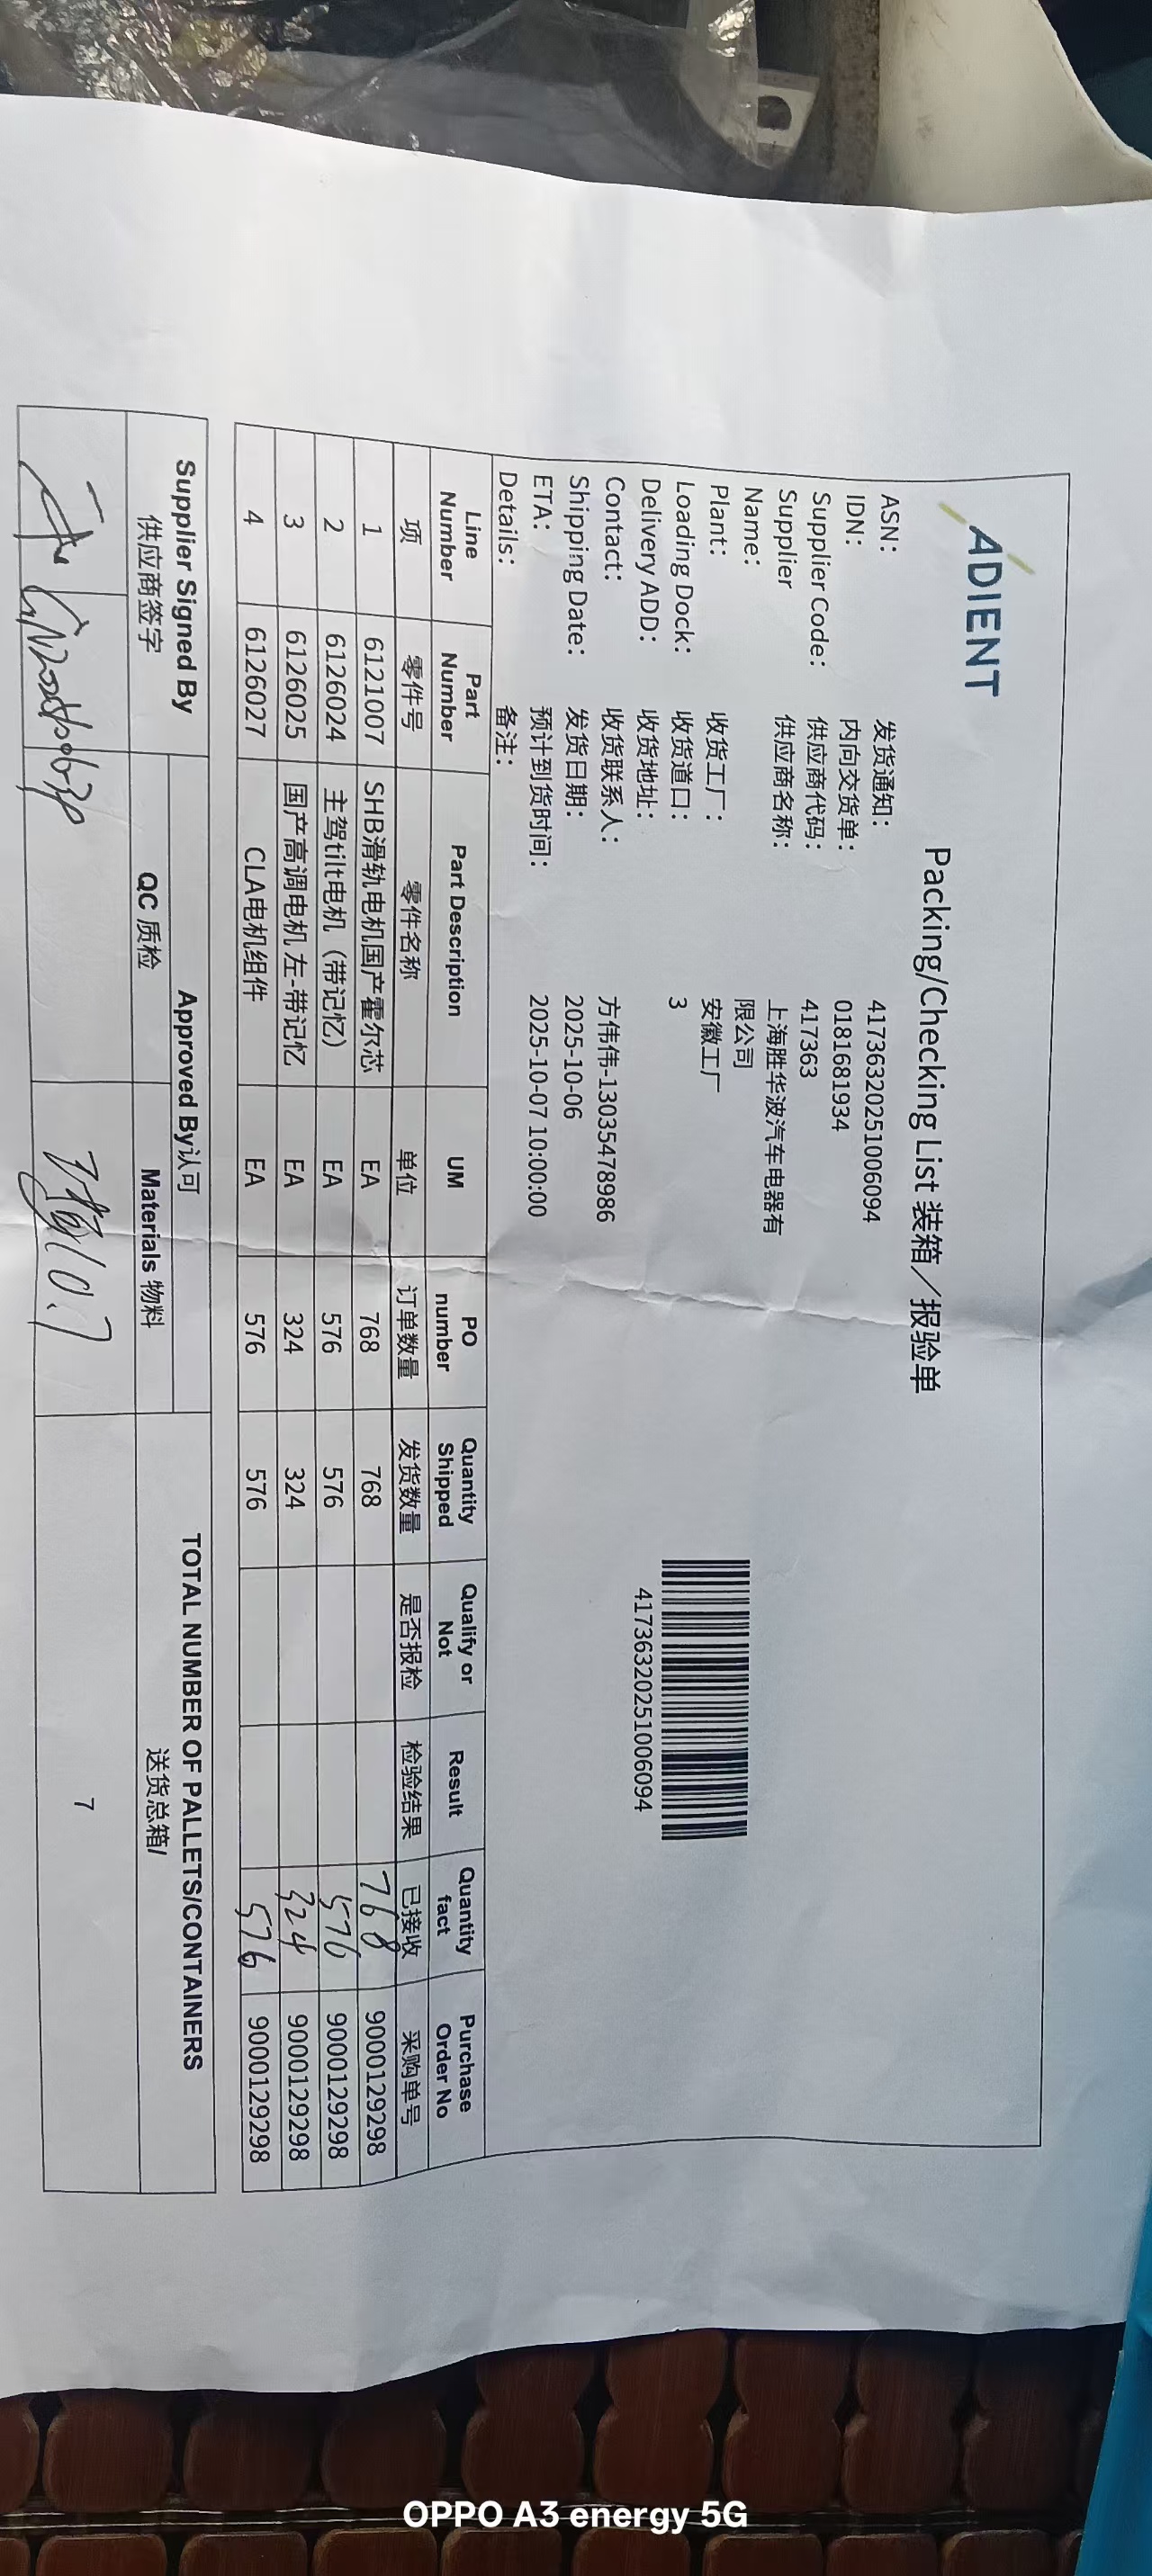 ADIENT
Packing/Checking List 装箱／报验单
ASN: 发货通知: 41736320251006094
IDN: 内向交货单: 0181681934
Supplier Code: 供应商代码: 417363
Supplier Name: 供应商名称: 上海胜华波汽车电器有限公司
Plant: 收货工厂: 安徽工厂
Loading Dock: 收货道口: 3
Delivery ADD: 收货地址:
Contact: 收货联系人: 方伟伟-13035478986
Shipping Date: 发货日期: 2025-10-06
ETA: 预计到货时间: 2025-10-07 10:00:00
Details: 备注:
41736320251006094
Line Number Part Number Part Description UM PO number Quantity Shipped Qualify or Not Result Quantity fact Purchase Order No
项 零件号 零件名称 单位 订单数量 发货数量 是否报检 检验结果 已接收 采购单号
1 6121007 SHB滑轨电机国产霍尔芯 EA 768 768 768 9000129298
2 6126024 主驾tilt电机（带记忆） EA 576 576 576 9000129298
3 6126025 国产高调电机 左-带记忆 EA 324 324 324 9000129298
4 6126027 CLA电机组件 EA 576 576 576 9000129298
Supplier Signed By Approved By认可 TOTAL NUMBER OF PALLETS/CONTAINERS
供应商签字 QC 质检 Materials 物料 送货总箱/
10.7 7
OPPO A3 energy 5G